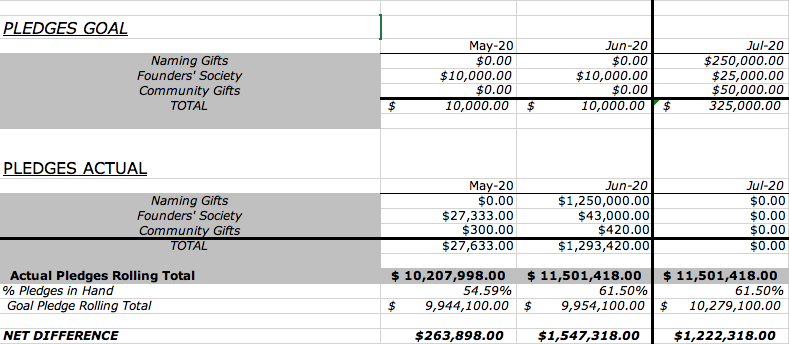 PLEDGES GOAL
May-20 Jun-20 Jul-20
Naming Gifts $0.00 $0.00 $250,000.00
Founders' Society $10,000.00 $10,000.00 $25,000.00
Community Gifts $0.00 $0.00 $50,000.00
TOTAL $ 10,000.00 $ 10,000.00 $ 325,000.00
PLEDGES ACTUAL
May-20 Jun-20 Jul-20
Naming Gifts $0.00 $1,250,000.00 $0.00
Founders' Society $27,333.00 $43,000.00 $0.00
Community Gifts $300.00 $420.00 $0.00
TOTAL $27,633.00 $1,293,420.00 $0.00
Actual Pledges Rolling Total $ 10,207,998.00 $ 11,501,418.00 $ 11,501,418.00
% Pledges in Hand 54.59% 61.50% 61.50%
Goal Pledge Rolling Total $ 9,944,100.00 $ 9,954,100.00 $ 10,279,100.00
NET DIFFERENCE $263,898.00 $1,547,318.00 $1,222,318.00